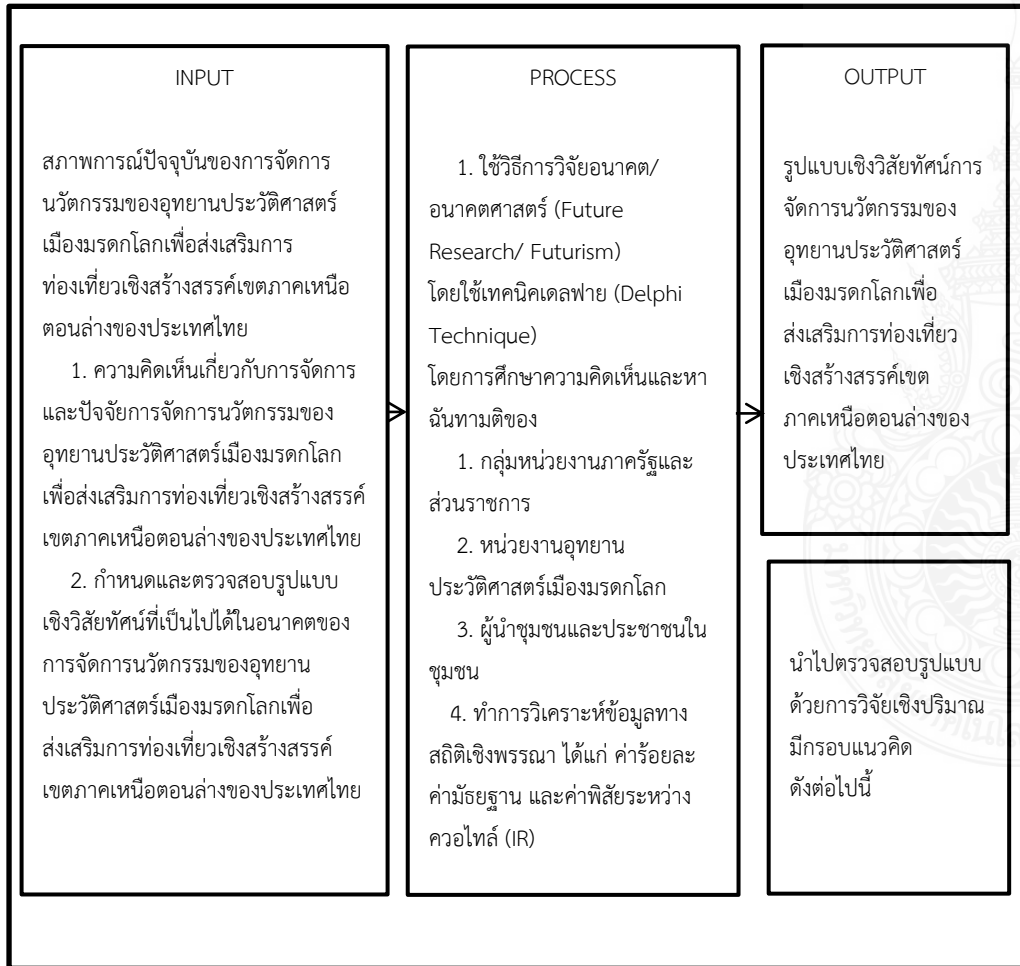 INPUT
สภาพการณ์ปัจจุบันของการจัดการ
นวัตกรรมของอุทยานประวัติศาสตร์
เมืองมรดกโลกเพื่อส่งเสริมการ
ท่องเที่ยวเชิงสร้างสรรค์เขตภาคเหนือ
ตอนล่างของประเทศไทย
1. ความคิดเห็นเกี่ยวกับการจัดการ
และปัจจัยการจัดการนวัตกรรมของ
อุทยานประวัติศาสตร์เมืองมรดกโลก
เพื่อส่งเสริมการท่องเที่ยวเชิงสร้างสรรค์
เขตภาคเหนือตอนล่างของประเทศไทย
2. กำหนดและตรวจสอบรูปแบบ
เชิงวิสัยทัศน์ที่เป็นไปได้ในอนาคตของ
การจัดการนวัตกรรมของอุทยาน
ประวัติศาสตร์เมืองมรดกโลกเพื่อ
ส่งเสริมการท่องเที่ยวเชิงสร้างสรรค์
เขตภาคเหนือตอนล่างของประเทศไทย
PROCESS
1. ใช้วิธีการวิจัยอนาคต/
อนาคตศาสตร์ (Future
Research/ Futurism)
โดยใช้เทคนิคเดลฟาย (Delphi
Technique)
โดยการศึกษาความคิดเห็นและหา
ฉันทามติของ
1. กลุ่มหน่วยงานภาครัฐและ
ส่วนราชการ
2. หน่วยงานอุทยาน
ประวัติศาสตร์เมืองมรดกโลก
3. ผู้นำชุมชนและประชาชนใน
ชุมชน
4. ทำการวิเคราะห์ข้อมูลทาง
สถิติเชิงพรรณา ได้แก่ ค่าร้อยละ
ค่ามัธยฐาน และค่าพิสัยระหว่าง
ควอไทล์ (IR)
OUTPUT
รูปแบบเชิงวิสัยทัศน์การ
จัดการนวัตกรรมของ
อุทยานประวัติศาสตร์
เมืองมรดกโลกเพื่อ
ส่งเสริมการท่องเที่ยว
เชิงสร้างสรรค์เขต
ภาคเหนือตอนล่างของ
ประเทศไทย
นำไปตรวจสอบรูปแบบ
ด้วยการวิจัยเชิงปริมาณ
มีกรอบแนวคิด
ดังต่อไปนี้